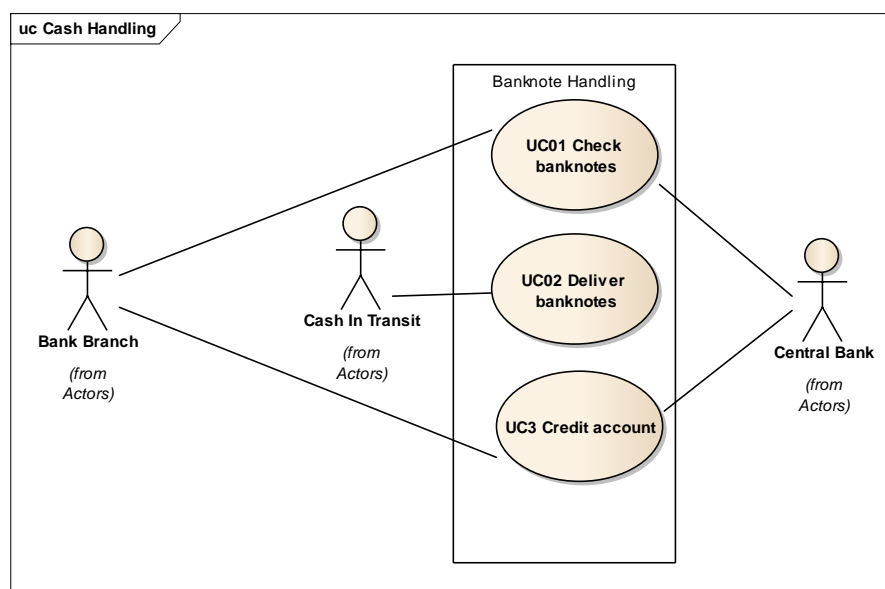 uc Cash Handling
Banknote Handling
UC01 Check
banknotes
UC02 Deliver
banknotes
UC3 Credit account
Bank Branch
(from
Actors)
Cash In Transit
(from
Actors)
Central Bank
(from
Actors)